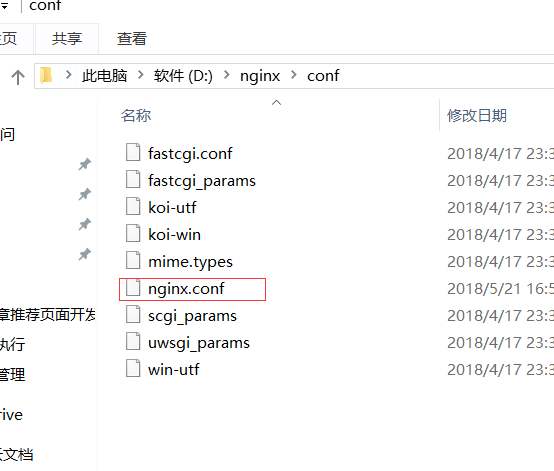 conf
主页 共享 查看
此电脑 软件 (D:) nginx conf
名称 修改日期
问
fastcgi.conf 2018/4/17 23:3
fastcgi_params 2018/4/17 23:3
koi-utf 2018/4/17 23:3
koi-win 2018/4/17 23:3
mime.types 2018/4/17 23:3
nginx.conf 2018/5/21 16:5
章推荐页面开发 scgi_params 2018/4/17 23:3
执行 uwsgi_params 2018/4/17 23:3
管理 win-utf 2018/4/17 23:3
rive
文档